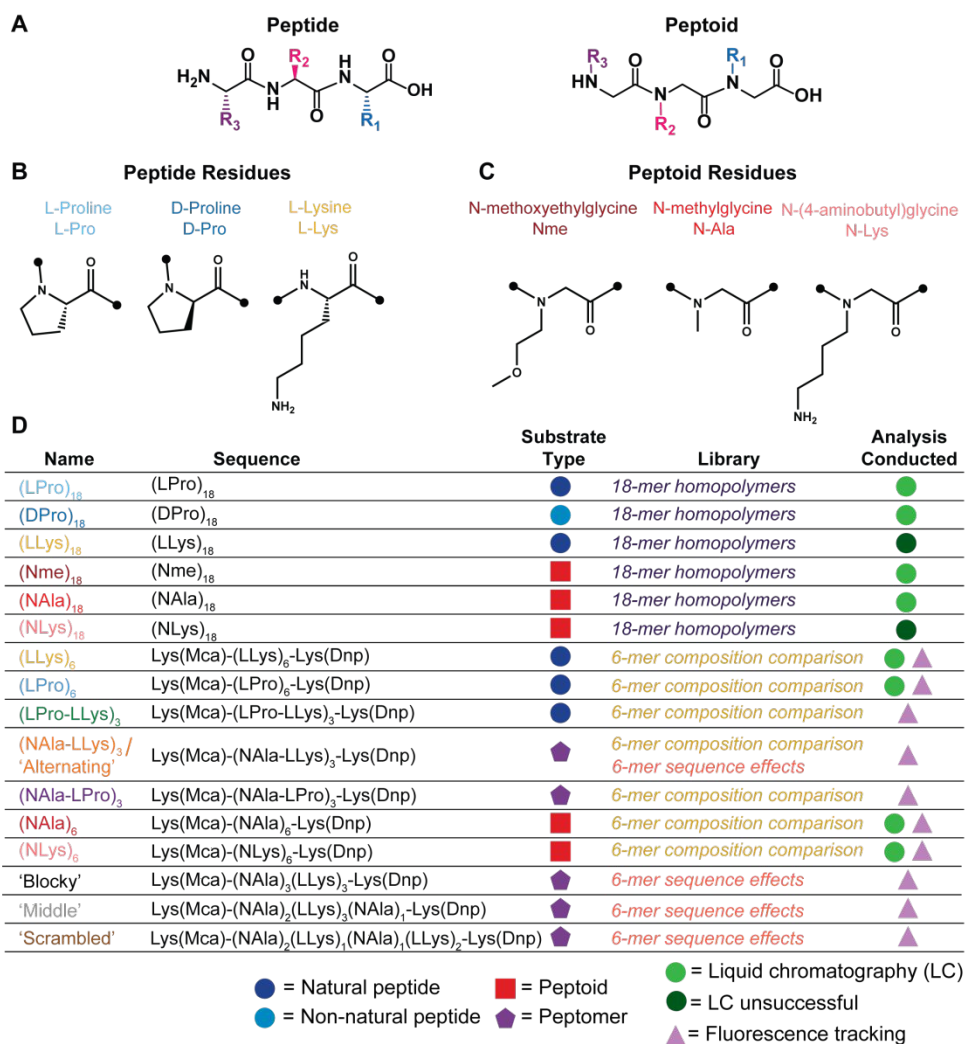 A
Peptide
Peptoid
H₂N
O
R₂
N
H
O
H
N
O
OH
R₃
R₁
R₃
HN
O
N
R₂
O
R₁
N
O
OH
B
Peptide Residues
C
Peptoid Residues
L-Proline
L-Pro
D-Proline
D-Pro
L-Lysine
L-Lys
N-methoxyethylglycine
Nme
N-methylglycine
N-Ala
N-(4-aminobutyl)glycine
N-Lys
N
O
N
O
H
N
O
NH₂
N
O
O
N
O
N
O
NH₂
D
Name Sequence Substrate Type Library Analysis Conducted
(LPro)₁₈ (LPro)₁₈ 18-mer homopolymers
(DPro)₁₈ (DPro)₁₈ 18-mer homopolymers
(LLys)₁₈ (LLys)₁₈ 18-mer homopolymers
(Nme)₁₈ (Nme)₁₈ 18-mer homopolymers
(NAla)₁₈ (NAla)₁₈ 18-mer homopolymers
(NLys)₁₈ (NLys)₁₈ 18-mer homopolymers
(LLys)₆ Lys(Mca)-(LLys)₆-Lys(Dnp) 6-mer composition comparison
(LPro)₆ Lys(Mca)-(LPro)₆-Lys(Dnp) 6-mer composition comparison
(LPro-LLys)₃ Lys(Mca)-(LPro-LLys)₃-Lys(Dnp) 6-mer composition comparison
(NAla-LLys)₃/
'Alternating'
Lys(Mca)-(NAla-LLys)₃-Lys(Dnp)
6-mer composition comparison
6-mer sequence effects
(NAla-LPro)₃ Lys(Mca)-(NAla-LPro)₃-Lys(Dnp) 6-mer composition comparison
(NAla)₆ Lys(Mca)-(NAla)₆-Lys(Dnp) 6-mer composition comparison
(NLys)₆ Lys(Mca)-(NLys)₆-Lys(Dnp) 6-mer composition comparison
'Blocky' Lys(Mca)-(NAla)₃(LLys)₃-Lys(Dnp) 6-mer sequence effects
'Middle' Lys(Mca)-(NAla)₂(LLys)₃(NAla)₁-Lys(Dnp) 6-mer sequence effects
'Scrambled' Lys(Mca)-(NAla)₂(LLys)₁(NAla)₁(LLys)₂-Lys(Dnp) 6-mer sequence effects
= Natural peptide
= Non-natural peptide
= Peptoid
= Peptomer
= Liquid chromatography (LC)
= LC unsuccessful
= Fluorescence tracking